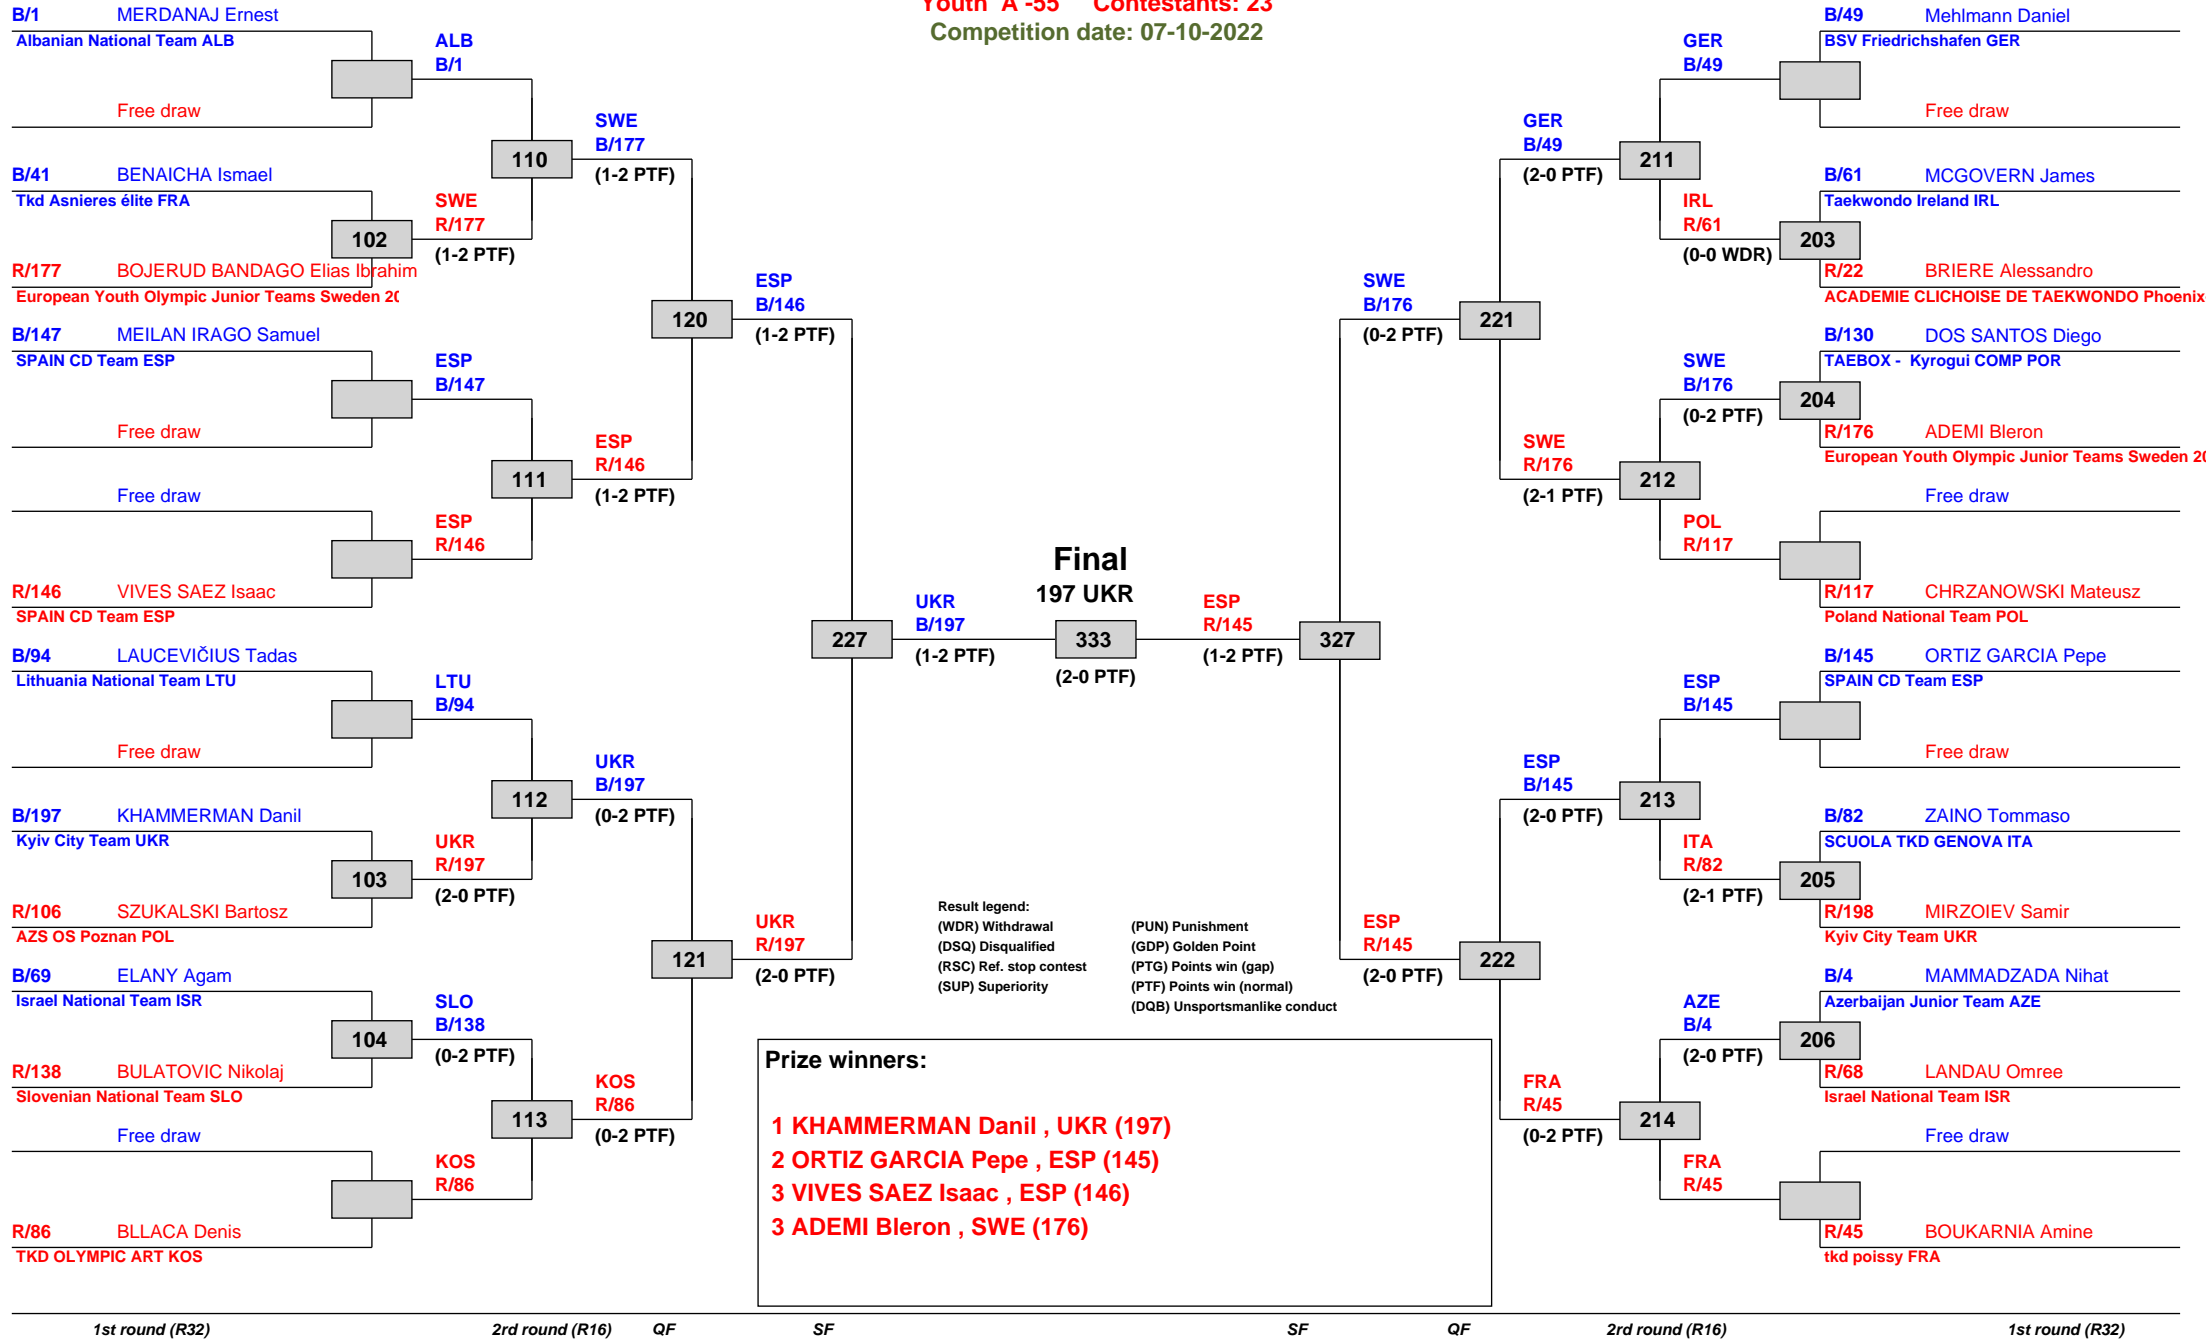 Youth A -55 Contestants: 23
Competition date: 07-10-2022
B/1 MERDANAJ Ernest
Albanian National Team ALB
Free draw
B/41 BENAICHA Ismael
Tkd Asnieres élite FRA
102
R/177 BOJERUD BANDAGO Elias Ibrahim
European Youth Olympic Junior Teams Sweden
B/147 MEILAN IRAGO Samuel
SPAIN CD Team ESP
Free draw
Free draw
R/146 VIVES SAEZ Isaac
SPAIN CD Team ESP
B/94 LAUCEVIČIUS Tadas
Lithuania National Team LTU
Free draw
B/197 KHAMMERMAN Danil
Kyiv City Team UKR
103
R/106 SZUKALSKI Bartosz
AZS OS Poznan POL
B/69 ELANY Agam
Israel National Team ISR
104
R/138 BULATOVIC Nikolaj
Slovenian National Team SLO
Free draw
R/86 BLLACA Denis
TKD OLYMPIC ART KOS
ALB
B/1
110
SWE
R/177
(1-2 PTF)
ESP
B/147
111
ESP
R/146
LTU
B/94
112
UKR
R/197
(2-0 PTF)
SLO
B/138
(0-2 PTF)
113
KOS
R/86
SWE
B/177
(1-2 PTF)
120
ESP
R/146
(1-2 PTF)
UKR
B/197
(0-2 PTF)
121
KOS
R/86
(0-2 PTF)
ESP
B/146
(1-2 PTF)
227
UKR
R/197
(2-0 PTF)
UKR
B/197
(1-2 PTF)
Final
197 UKR
333
(2-0 PTF)
ESP
R/145
(1-2 PTF)
327
SWE
B/176
(0-2 PTF)
221
ESP
R/145
(2-0 PTF)
222
GER
B/49
(2-0 PTF)
211
SWE
R/176
(2-1 PTF)
212
ESP
B/145
(2-0 PTF)
213
FRA
R/45
(0-2 PTF)
214
GER
B/49
IRL
R/61
(0-0 WDR)
203
SWE
B/176
(0-2 PTF)
204
POL
R/117
ESP
B/145
ITA
R/82
(2-1 PTF)
205
AZE
B/4
(2-0 PTF)
206
FRA
R/45
B/49 Mehlmann Daniel
BSV Friedrichshafen GER
Free draw
B/61 MCGOVERN James
Taekwondo Ireland IRL
R/22 BRIERE Alessandro
ACADEMIE CLICHOISE DE TAEKWONDO Phoenix
B/130 DOS SANTOS Diego
TAEBOX - Kyrogui COMP POR
R/176 ADEMI Bleron
European Youth Olympic Junior Teams Sweden
Free draw
R/117 CHRZANOWSKI Mateusz
Poland National Team POL
B/145 ORTIZ GARCIA Pepe
SPAIN CD Team ESP
Free draw
B/82 ZAINO Tommaso
SCUOLA TKD GENOVA ITA
R/198 MIRZOIEV Samir
Kyiv City Team UKR
B/4 MAMMADZADA Nihat
Azerbaijan Junior Team AZE
R/68 LANDAU Omree
Israel National Team ISR
Free draw
R/45 BOUKARNIA Amine
tkd poissy FRA
Result legend:
(WDR) Withdrawal
(DSQ) Disqualified
(RSC) Ref. stop contest
(SUP) Superiority
(PUN) Punishment
(GDP) Golden Point
(PTG) Points win (gap)
(PTF) Points win (normal)
(DQB) Unsportsmanlike conduct
Prize winners:
1 KHAMMERMAN Danil , UKR (197)
2 ORTIZ GARCIA Pepe , ESP (145)
3 VIVES SAEZ Isaac , ESP (146)
3 ADEMI Bleron , SWE (176)
1st round (R32) 2rd round (R16) QF SF SF QF 2rd round (R16) 1st round (R32)